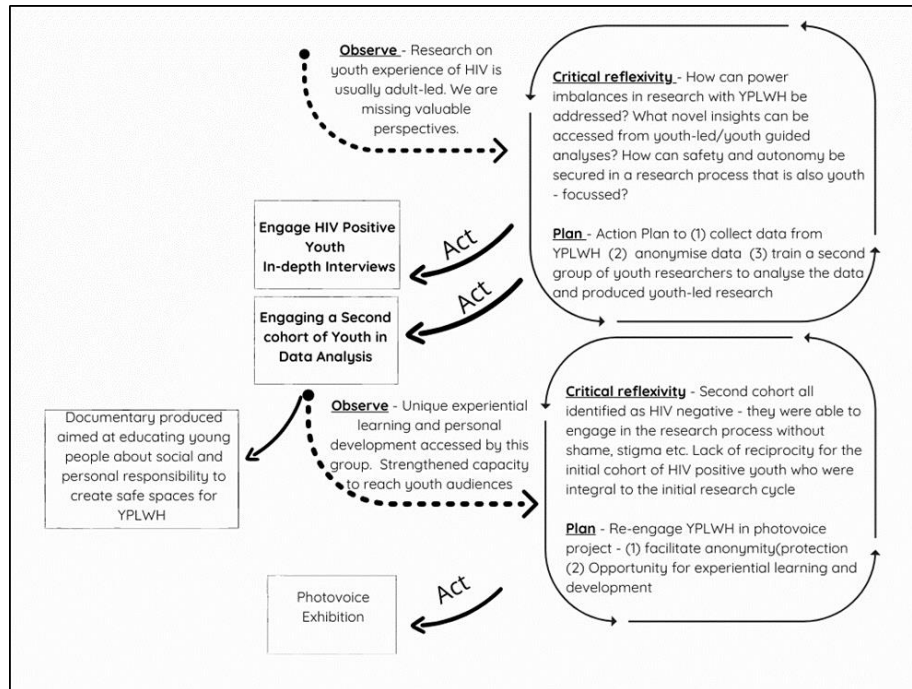 Observe - Research on
youth experience of HIV is
usually adult-led. We are
missing valuable
perspectives.
Critical reflexivity - How can power
imbalances in research with YPLWH be
addressed? What novel insights can be
accessed from youth-led/youth guided
analyses? How can safety and autonomy be
secured in a research process that is also youth
- focussed?
Plan - Action Plan to (1) collect data from
YPLWH (2) anonymise data (3) train a second
group of youth researchers to analyse the data
and produced youth-led research
Act
Engage HIV Positive
Youth
In-depth Interviews
Act
Engaging a Second
cohort of Youth in
Data Analysis
Observe - Unique experiential
learning and personal
development accessed by this
group. Strengthened capacity
to reach youth audiences
Documentary produced
aimed at educating young
people about social and
personal responsibility to
create safe spaces for
YPLWH
Critical reflexivity - Second cohort all
identified as HIV negative - they were able to
engage in the research process without
shame, stigma etc. Lack of reciprocity for the
initial cohort of HIV positive youth who were
integral to the initial research cycle
Plan - Re-engage YPLWH in photovoice
project - (1) facilitate anonymity(protection
(2) Opportunity for experiential learning and
development
Act
Photovoice
Exhibition